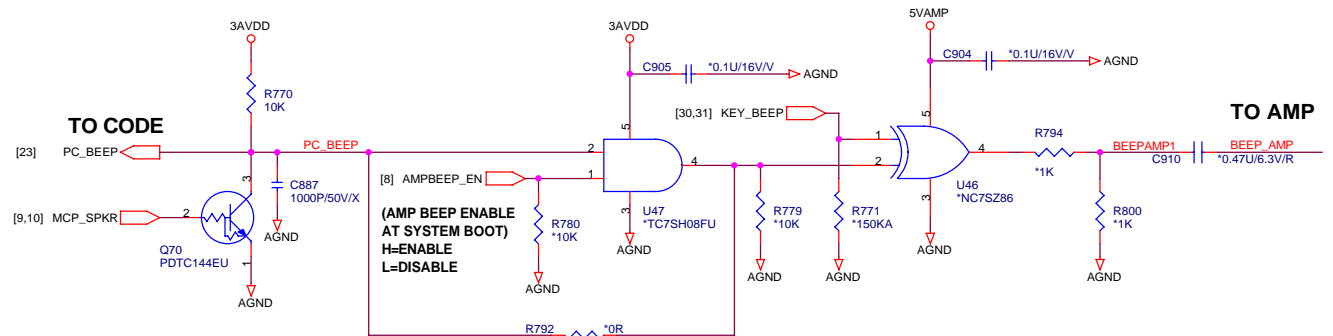 3AVDD
3AVDD
5VAMP
C905
*0.1U/16V/V
AGND
C904
*0.1U/16V/V
AGND
R770
10K
TO CODE
[30,31] KEY_BEEP
TO AMP
5
5
[23] PC_BEEP
PC_BEEP
2
4
1
2
4
R794
*1K
BEEPAMP1
C910
BEEP_AMP
*0.47U/6.3V/R
3
C887
1000P/50V/X
[8] AMPBEEP_EN
1
3
3
U46
*NC7SZ86
[9,10] MCP_SPKR
2
AGND
(AMP BEEP ENABLE
AT SYSTEM BOOT)
H=ENABLE
L=DISABLE
R780
*10K
U47
*TC7SH08FU
AGND
R779
*10K
R771
*150KA
AGND
R800
*1K
Q70
PDTC144EU
1
AGND
AGND
AGND
AGND
AGND
R792
*0R